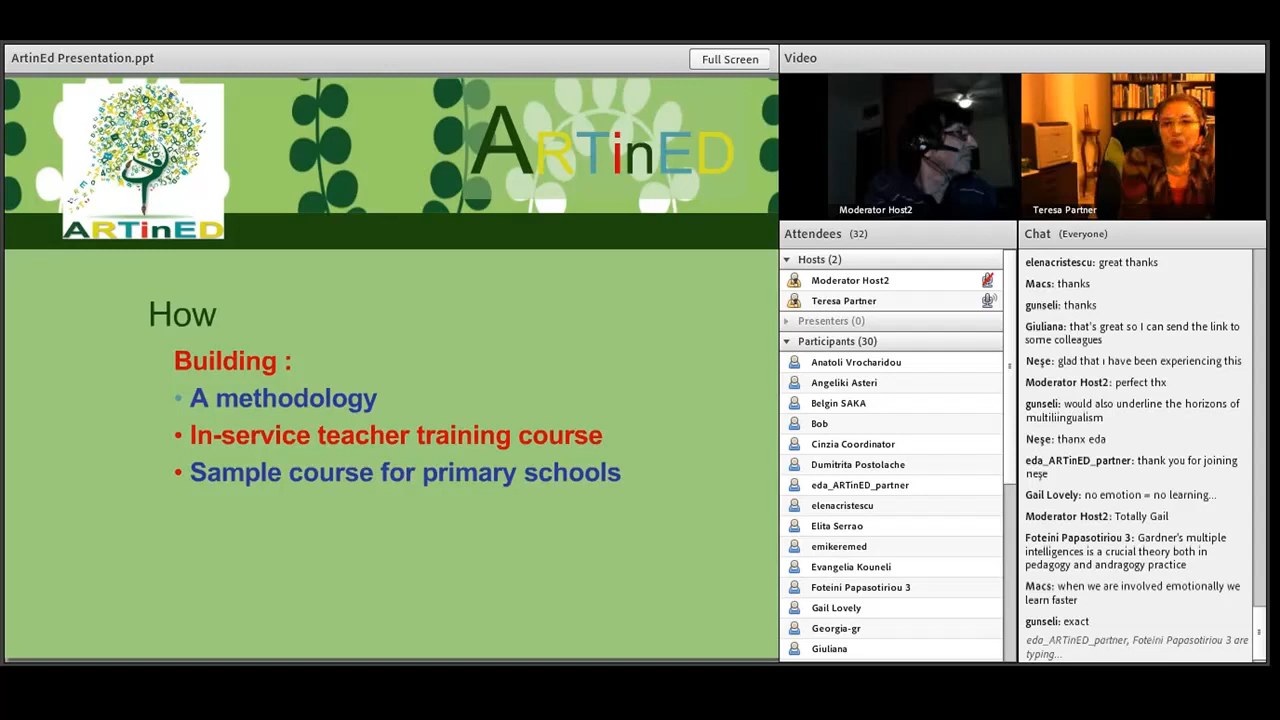 ArtinEd Presentation.ppt
Full Screen
ARTinED
ARTinED
How
Building :
• A methodology
• In-service teacher training course
• Sample course for primary schools
Video
Moderator Host2
Teresa Partner
Attendees (32)
Hosts (2)
Moderator Host2
Teresa Partner
Presenters (0)
Participants (30)
Anatoli Vrocharidou
Angeliki Asteri
Belgin SAKA
Bob
Cinzia Coordinator
Dumitrita Postolache
eda_ARTinED_partner
elenacristescu
Elita Serrao
emikeremed
Evangelia Kouneli
Foteini Papasotiriou 3
Gail Lovely
Georgia-gr
Giuliana
Chat (Everyone)
elenacristescu: great thanks
Macs: thanks
gunseli: thanks
Giuliana: that's great so I can send the link to
some colleagues
Neşe: glad that ı have been experiencing this
Moderator Host2: perfect thx
gunseli: would also underline the horizons of
multiliingualism
Neşe: thanx eda
eda_ARTinED_partner: thank you for joining
neşe
Gail Lovely: no emotion = no learning...
Moderator Host2: Totally Gail
Foteini Papasotiriou 3: Gardner's multiple
intelligences is a crucial theory both in
pedagogy and andragogy practice
Macs: when we are involved emotionally we
learn faster
gunseli: exact
eda_ARTinED_partner, Foteini Papasotiriou 3 are
typing...